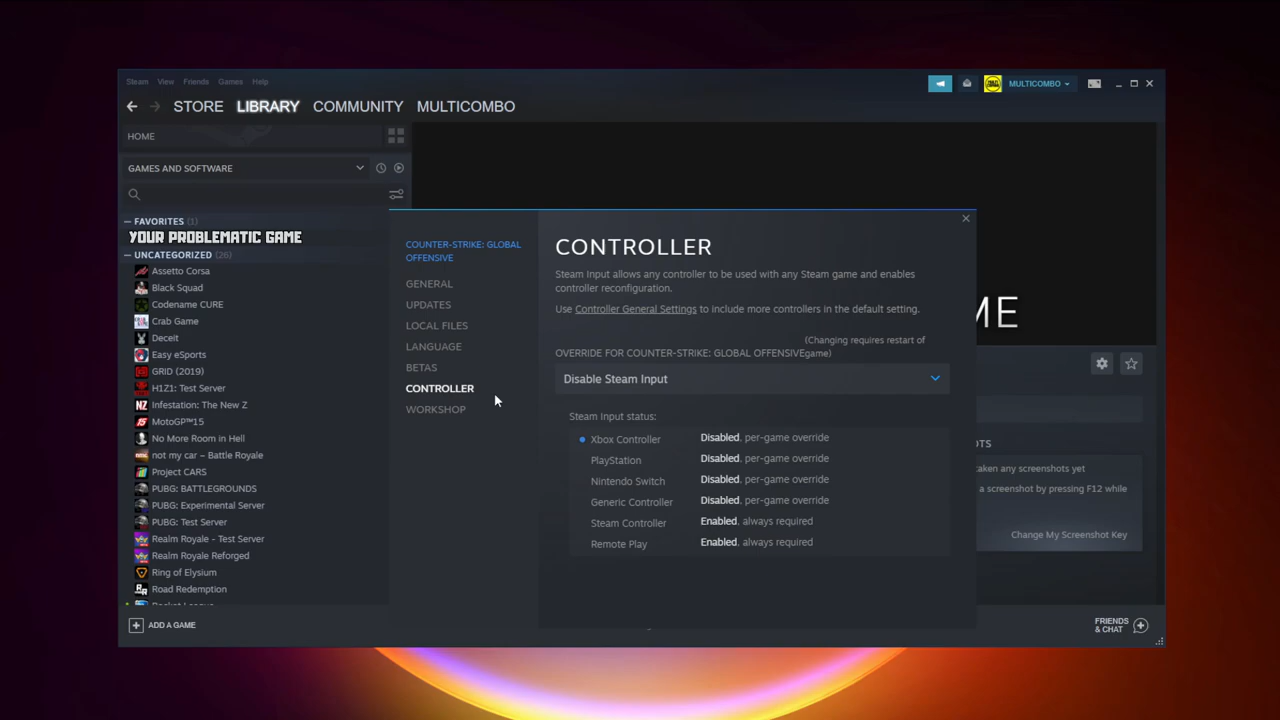 Steam View Friends Games Help
MULTICOMBO
STORE LIBRARY COMMUNITY MULTICOMBO
HOME
GAMES AND SOFTWARE
FAVORITES (1)
YOUR PROBLEMATIC GAME
UNCATEGORIZED (26)
Assetto Corsa
Black Squad
Codename CURE
Crab Game
Deceit
Easy eSports
GRID (2019)
H1Z1: Test Server
Infestation: The New Z
MotoGP™15
No More Room in Hell
not my car – Battle Royale
Project CARS
PUBG: BATTLEGROUNDS
PUBG: Experimental Server
PUBG: Test Server
Realm Royale - Test Server
Realm Royale Reforged
Ring of Elysium
Road Redemption
Rocket League
ADD A GAME
COUNTER-STRIKE: GLOBAL
OFFENSIVE
GENERAL
UPDATES
LOCAL FILES
LANGUAGE
BETAS
CONTROLLER
WORKSHOP
CONTROLLER
Steam Input allows any controller to be used with any Steam game and enables
controller reconfiguration.
Use Controller General Settings to include more controllers in the default setting.
(Changing requires restart of
OVERRIDE FOR COUNTER-STRIKE: GLOBAL OFFENSIVEgame)
Disable Steam Input
Steam Input status:
Xbox Controller Disabled, per-game override
PlayStation Disabled, per-game override
Nintendo Switch Disabled, per-game override
Generic Controller Disabled, per-game override
Steam Controller Enabled, always required
Remote Play Enabled, always required
ME
OTS
taken any screenshots yet
a screenshot by pressing F12 while
Change My Screenshot Key
FRIENDS
& CHAT